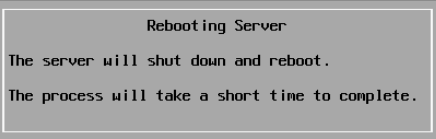 Rebooting Server
The server will shut down and reboot.
The process will take a short time to complete.